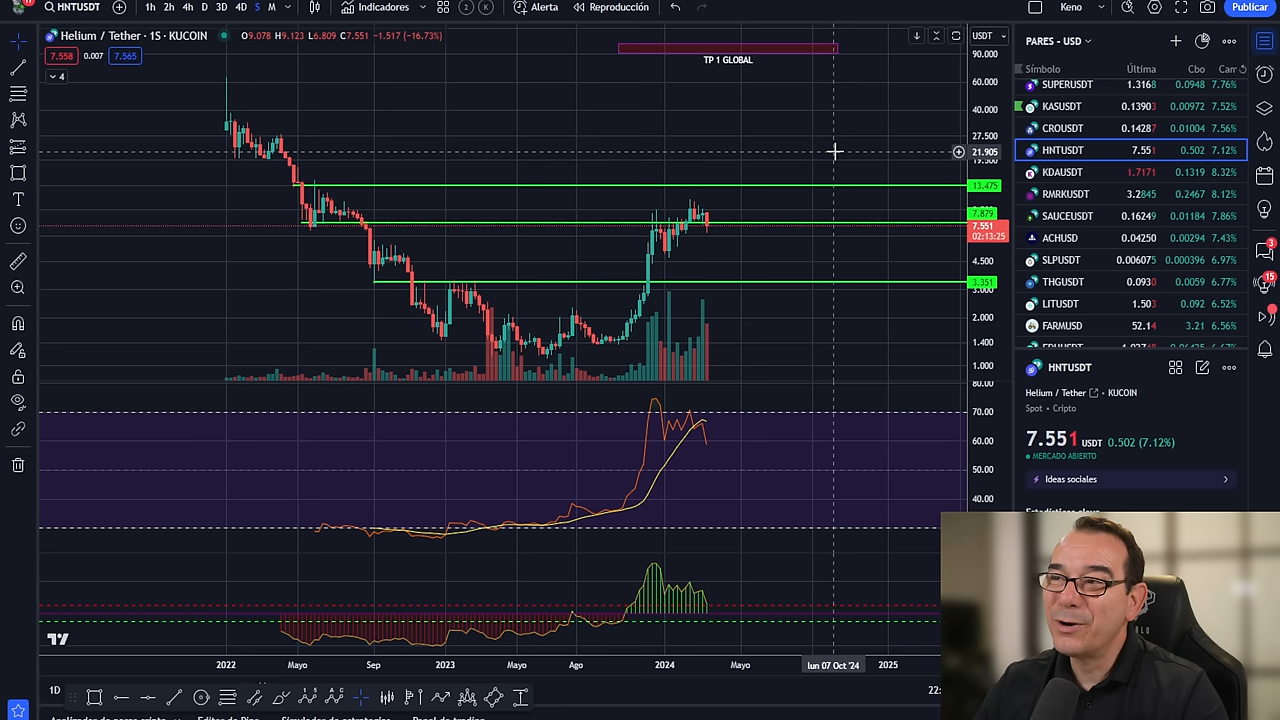 HNTUSDT
1h 2h 4H D 3D 4D S M
Indicadores
2
K
Alerta
Reproducción
Keno
Publicar
Helium / Tether · 1S · KUCOIN
O9.078 H9.123 L6.809 C7.551 −1.517 (−16.73%)
7.558
0.007
7.565
4
USDT
90.000
60.000
40.000
27.500
21.905
13.475
7.879
7.551
02:13:25
4.500
3.351
3.000
2.000
1.400
1.000
80.00
70.00
60.00
50.00
40.00
TP 1 GLOBAL
2022
Mayo
Sep
2023
Mayo
Ago
2024
Mayo
lun 07 Oct '24
2025
1D
22:
PARES - USD
Símbolo Última Cbo
SUPERUSDT 1.3168 0.0948 7.76%
KASUSDT 0.13903 0.00972 7.52%
CROUSDT 0.14287 0.01004 7.56%
HNTUSDT 7.551 0.502 7.12%
KDAUSDT 1.7171 0.1319 8.32%
RMRKUSDT 3.2845 0.2467 8.12%
SAUCEUSDT 0.11649 0.01184 7.86%
ACHUSD 0.04250 0.00294 7.43%
SLPUSDT 0.006075 0.000396 6.97%
THGUSDT 0.0930 0.0059 6.77%
LITUSDT 1.503 0.092 6.52%
FARMUSD 52.14 3.21 6.56%
HNTUSDT
Helium / Tether · KUCOIN
Spot · Cripto
7.551 USDT 0.502 (7.12%)
MERCADO ABIERTO
Ideas sociales
3
15